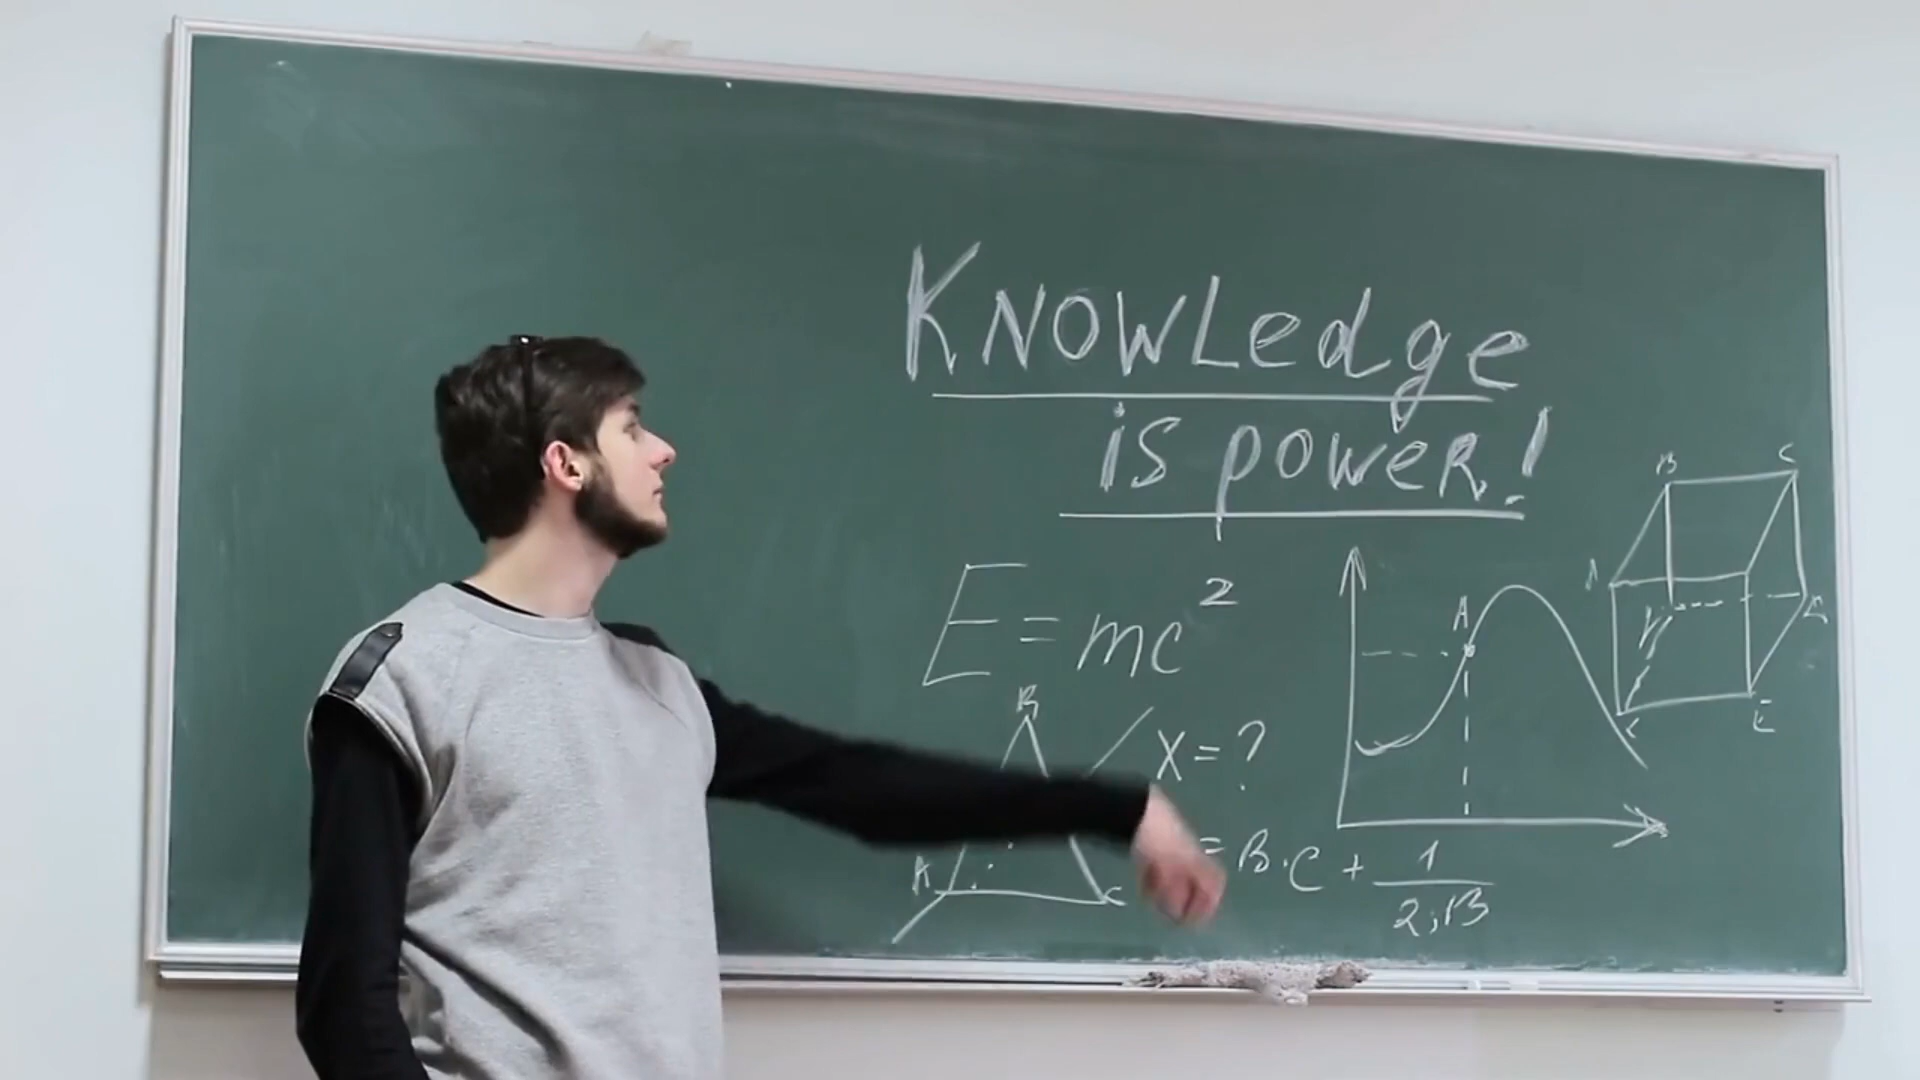 Knowledge
is power!
E = mc²
B
X = ?
A C
= B · C + 1
2,13
A
B C
E